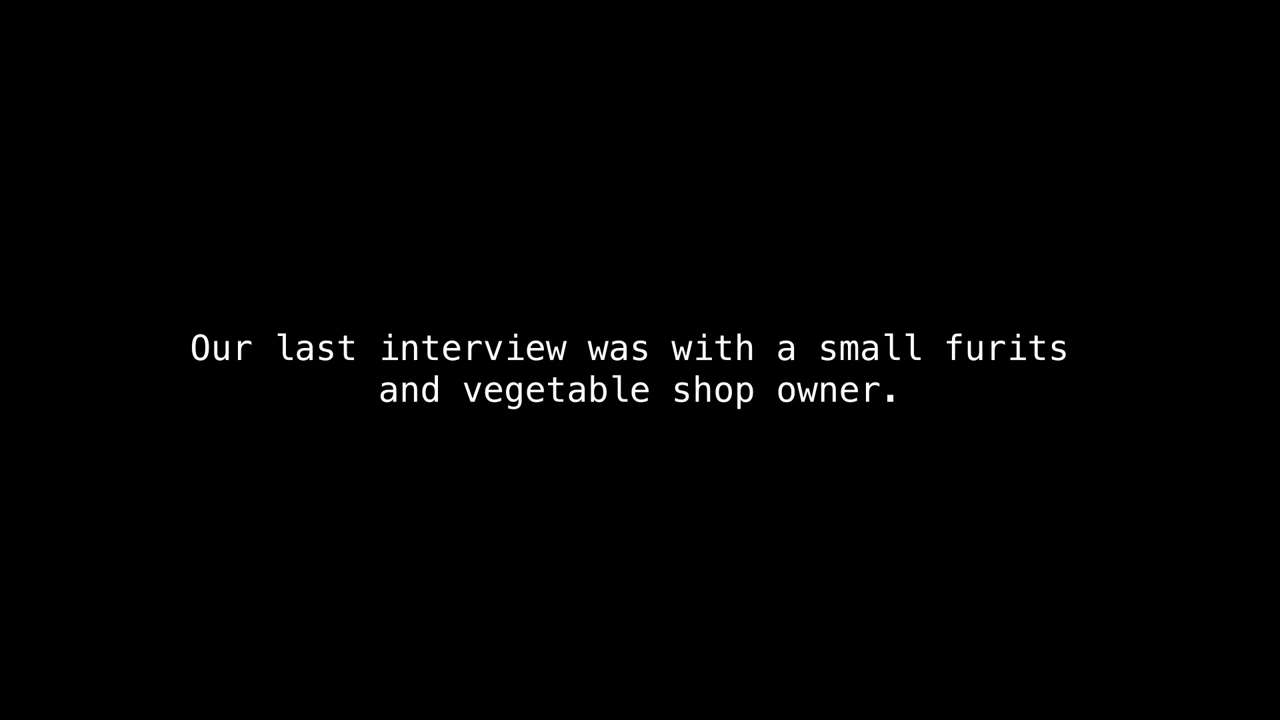 Our last interview was with a small furits
and vegetable shop owner.